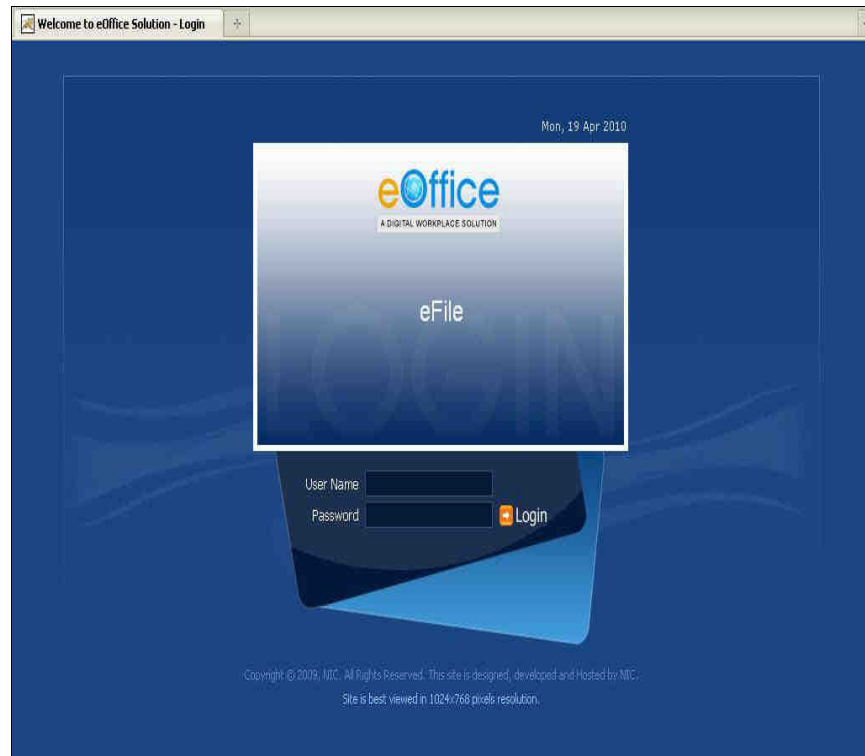 Welcome to eOffice Solution - Login
Mon, 19 Apr 2010
eOffice
A DIGITAL WORKPLACE SOLUTION
eFile
LOGIN
User Name
Password
Login
Copyright © 2009, NIC. All Rights Reserved. This site is designed, developed and Hosted by NIC.
Site is best viewed in 1024x768 pixels resolution.